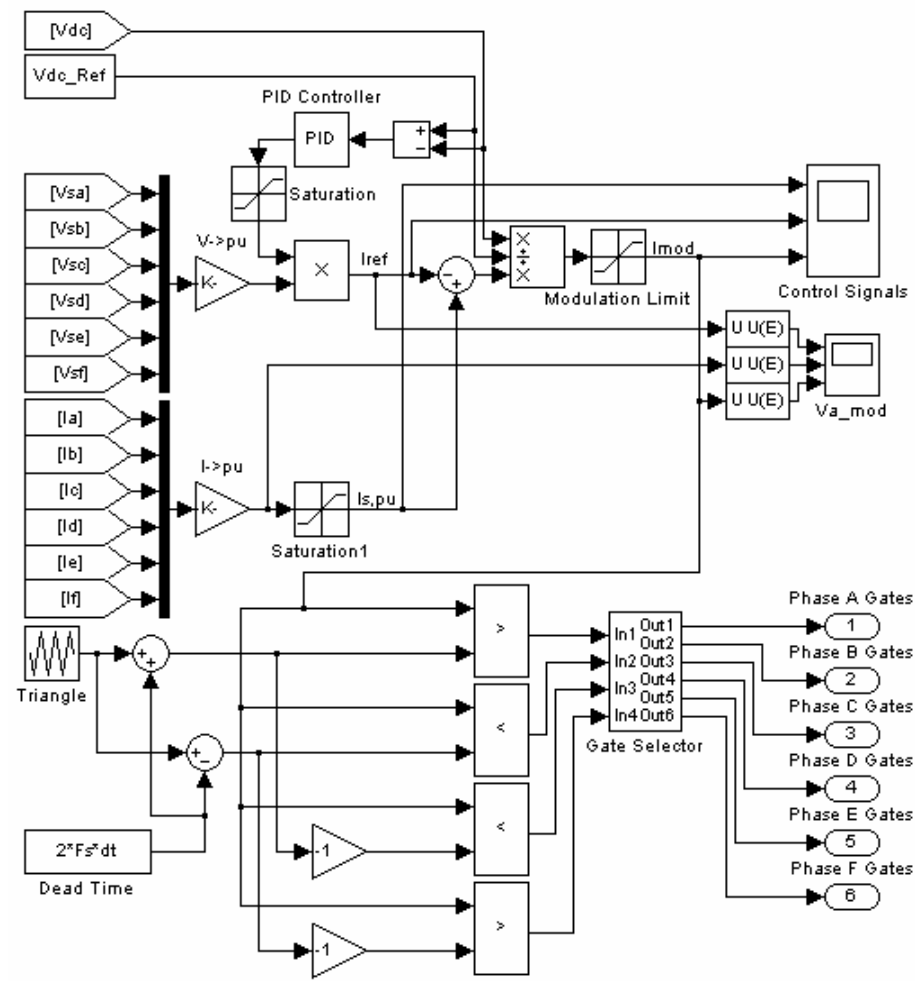 [Vdc]
Vdc_Ref
PID Controller
PID
+
−
Saturation
[Vsa]
[Vsb]
[Vsc]
[Vsd]
[Vse]
[Vsf]
V->pu
K-
×
Iref
−
+
×
÷
×
Imod
Modulation Limit
Control Signals
U U(E)
U U(E)
U U(E)
Va_mod
[Ia]
[Ib]
[Ic]
[Id]
[Ie]
[If]
I->pu
K-
Is,pu
Saturation1
Triangle
+
+
+
−
2*Fs*dt
Dead Time
-1
-1
>
<
<
>
In1
In2
In3
In4
Out1
Out2
Out3
Out4
Out5
Out6
Gate Selector
Phase A Gates
1
Phase B Gates
2
Phase C Gates
3
Phase D Gates
4
Phase E Gates
5
Phase F Gates
6